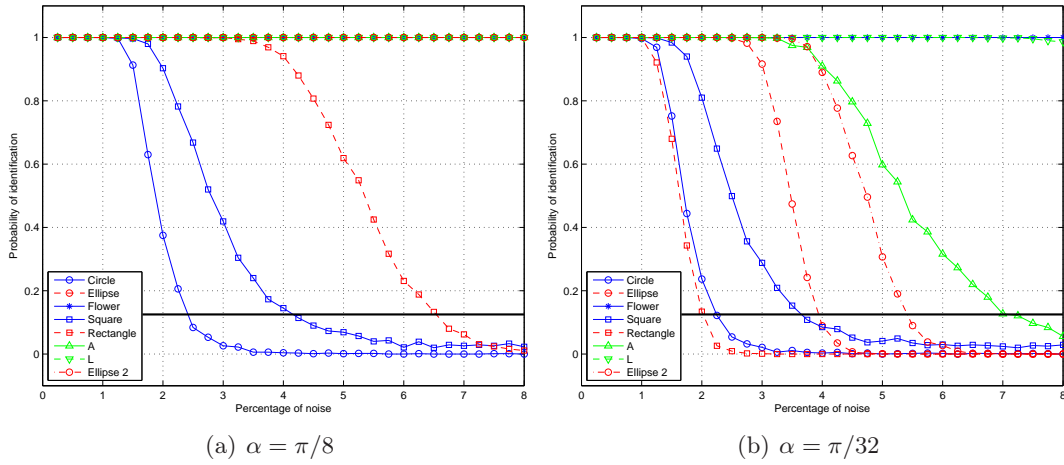 Probability of identification
1
0.8
0.6
0.4
0.2
0
0 1 2 3 4 5 6 7 8
Percentage of noise
Circle
Ellipse
Flower
Square
Rectangle
A
L
Ellipse 2
(a) α = π/8
Probability of identification
1
0.8
0.6
0.4
0.2
0
0 1 2 3 4 5 6 7 8
Percentage of noise
Circle
Ellipse
Flower
Square
Rectangle
A
L
Ellipse 2
(b) α = π/32